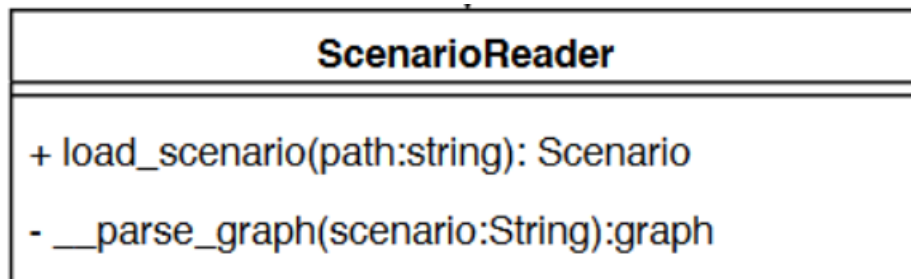 ScenarioReader
+ load_scenario(path:string): Scenario
- __parse_graph(scenario:String):graph